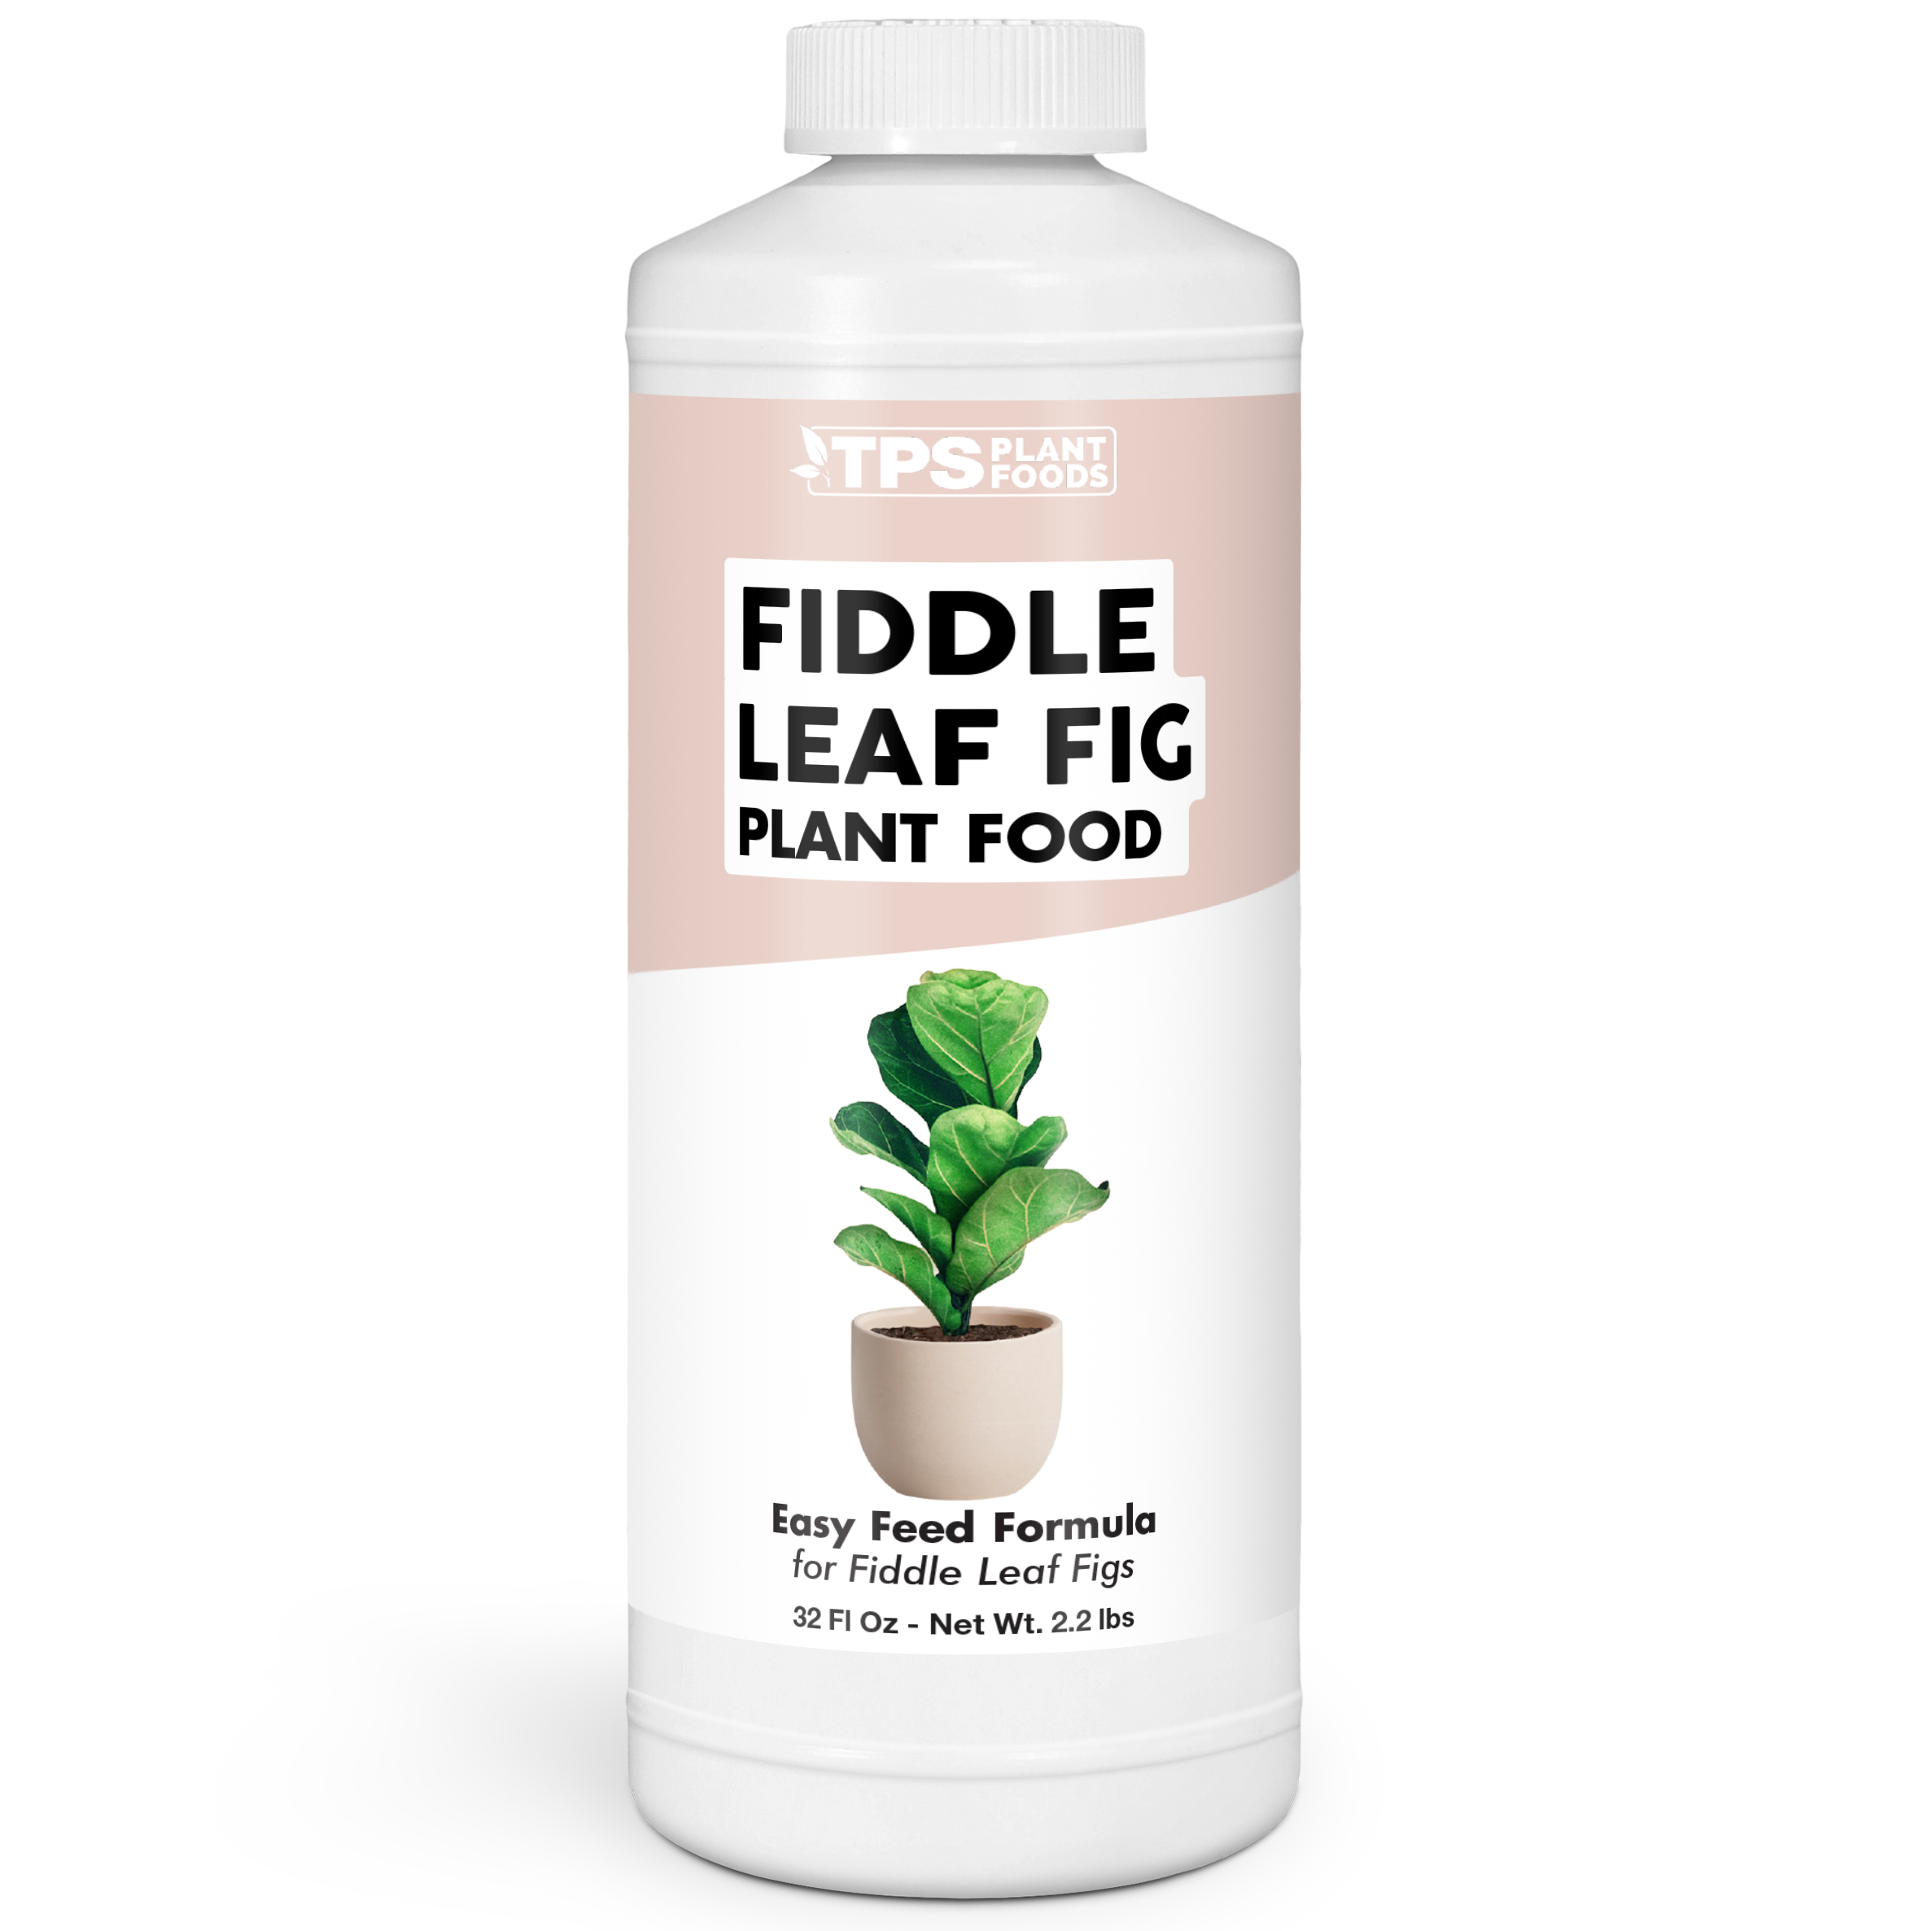 TPS PLANT FOODS
FIDDLE
LEAF FIG
PLANT FOOD
Easy Feed Formula
for Fiddle Leaf Figs
32 Fl Oz - Net Wt. 2.2 lbs